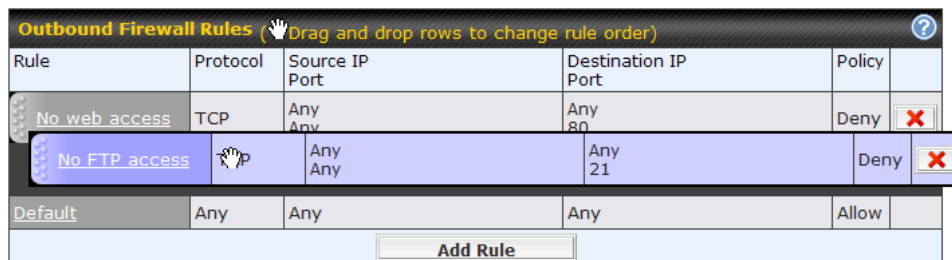 Outbound Firewall Rules (Drag and drop rows to change rule order) ?
Rule Protocol Source IP Port Destination IP Port Policy
No web access TCP Any Any Any 80 Deny
No FTP access Any Any Any 21 Deny
Default Any Any Any Allow
Add Rule